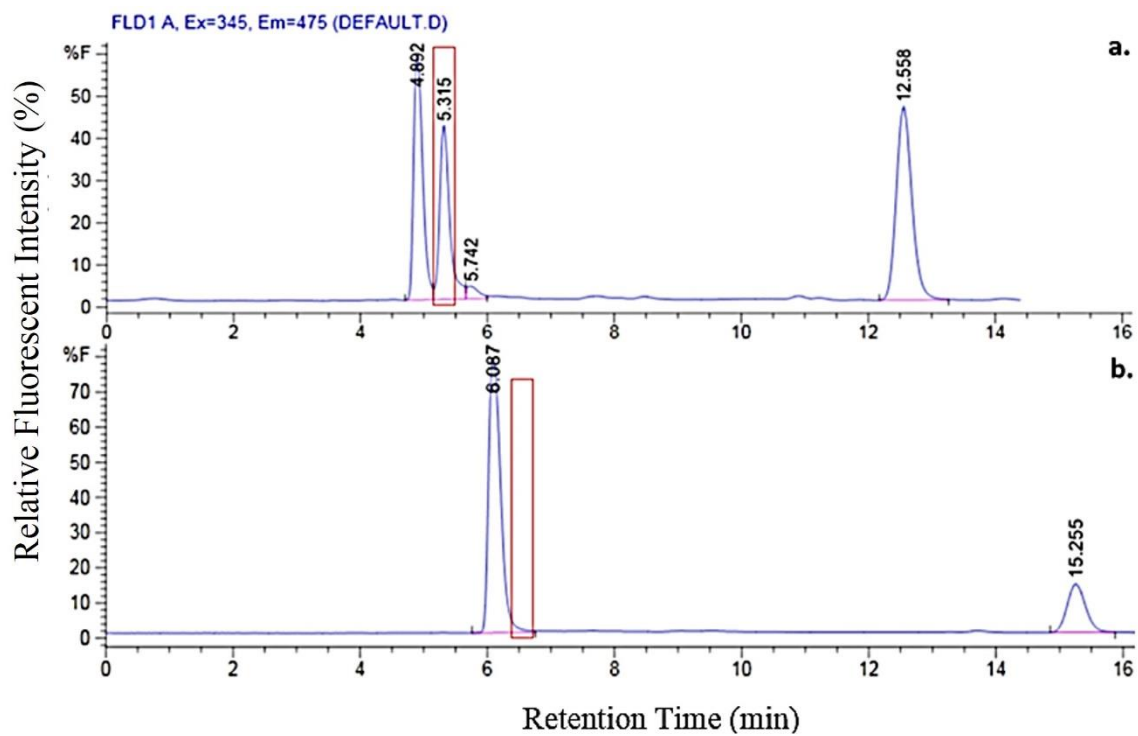 FLD1 A, Ex=345, Em=475 (DEFAULT.D)
Relative Fluorescent Intensity (%)
%F
50
40
30
20
10
0
4.892
5.315
5.742
12.558
a.
0 2 4 6 8 10 12 14 16
%F
70
60
50
40
30
20
10
0
6.087
15.255
b.
0 2 4 6 8 10 12 14 16
Retention Time (min)